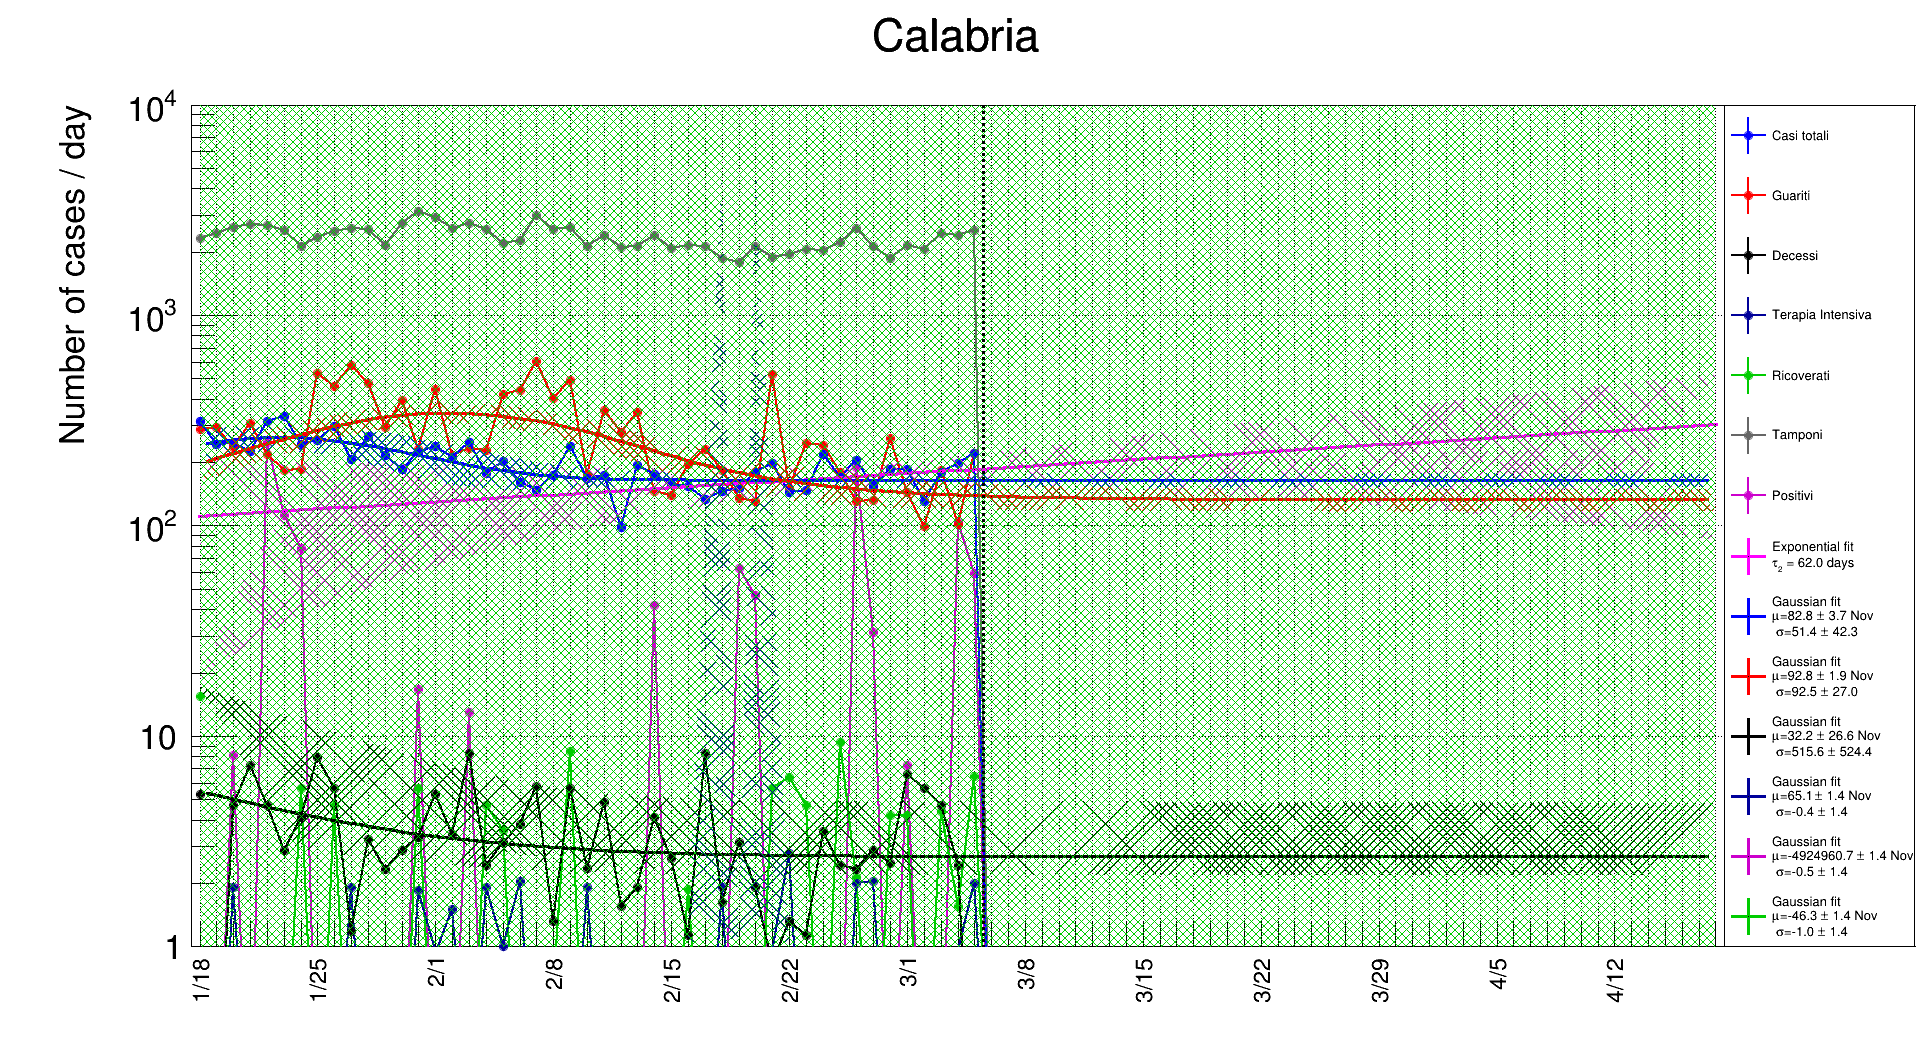 Calabria
Number of cases / day
10^4
10^3
10^2
10
1
1/18
1/25
2/1
2/8
2/15
2/22
3/1
3/8
3/15
3/22
3/29
4/5
4/12
Casi totali
Guariti
Decessi
Terapia Intensiva
Ricoverati
Tamponi
Positivi
Exponential fit
τ₂ = 62.0 days
Gaussian fit
μ=82.8 ± 3.7 Nov
σ=51.4 ± 42.3
Gaussian fit
μ=92.8 ± 1.9 Nov
σ=92.5 ± 27.0
Gaussian fit
μ=32.2 ± 26.6 Nov
σ=515.6 ± 524.4
Gaussian fit
μ=65.1 ± 1.4 Nov
σ=-0.4 ± 1.4
Gaussian fit
μ=-4924960.7 ± 1.4 Nov
σ=-0.5 ± 1.4
Gaussian fit
μ=-46.3 ± 1.4 Nov
σ=-1.0 ± 1.4